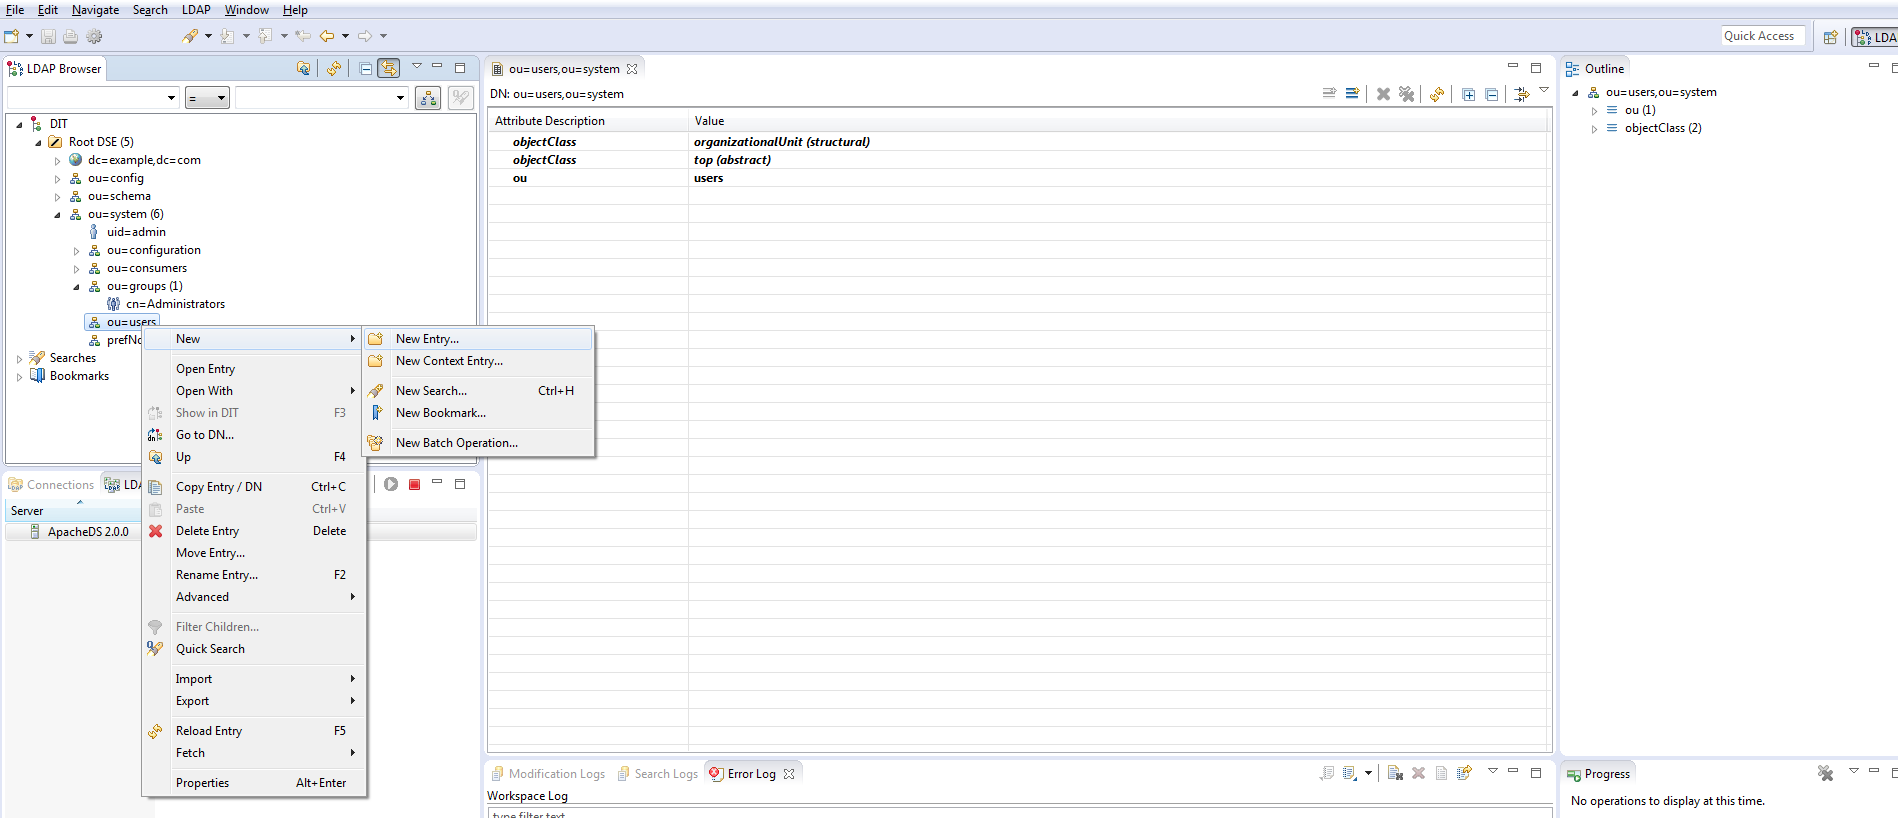 File Edit Navigate Search LDAP Window Help
Quick Access
LDAP Browser
=
DIT
Root DSE (5)
dc=example,dc=com
ou=config
ou=schema
ou=system (6)
uid=admin
ou=configuration
ou=consumers
ou=groups (1)
cn=Administrators
ou=users
Searches
Bookmarks
New
Open Entry
Open With
Show in DIT F3
Go to DN...
Up F4
Copy Entry / DN Ctrl+C
Paste Ctrl+V
Delete Entry Delete
Move Entry...
Rename Entry... F2
Advanced
Filter Children...
Quick Search
Import
Export
Reload Entry F5
Fetch
Properties Alt+Enter
New Entry...
New Context Entry...
New Search... Ctrl+H
New Bookmark...
New Batch Operation...
Connections
Server
ApacheDS 2.0.0
ou=users,ou=system
DN: ou=users,ou=system
Attribute Description Value
objectClass organizationalUnit (structural)
objectClass top (abstract)
ou users
Modification Logs Search Logs Error Log
Workspace Log
type filter text
Outline
ou=users,ou=system
ou (1)
objectClass (2)
Progress
No operations to display at this time.